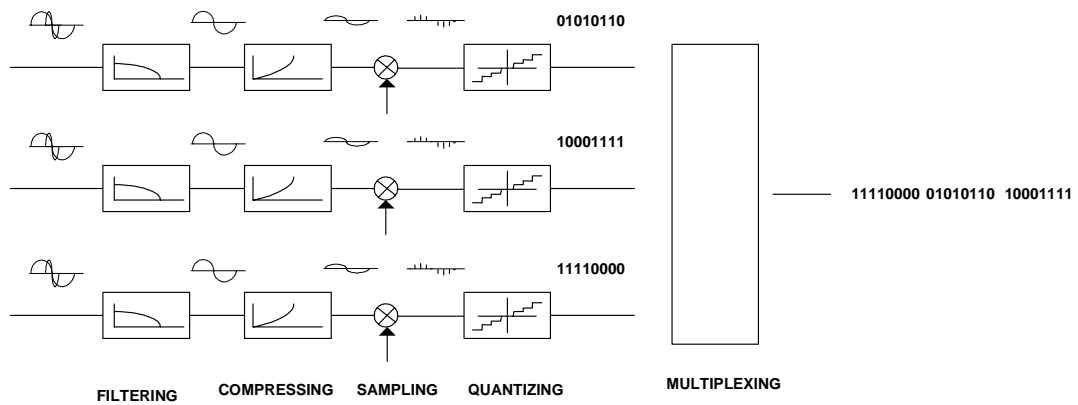 01010110
10001111
11110000 01010110 10001111
11110000
FILTERING COMPRESSING SAMPLING QUANTIZING MULTIPLEXING